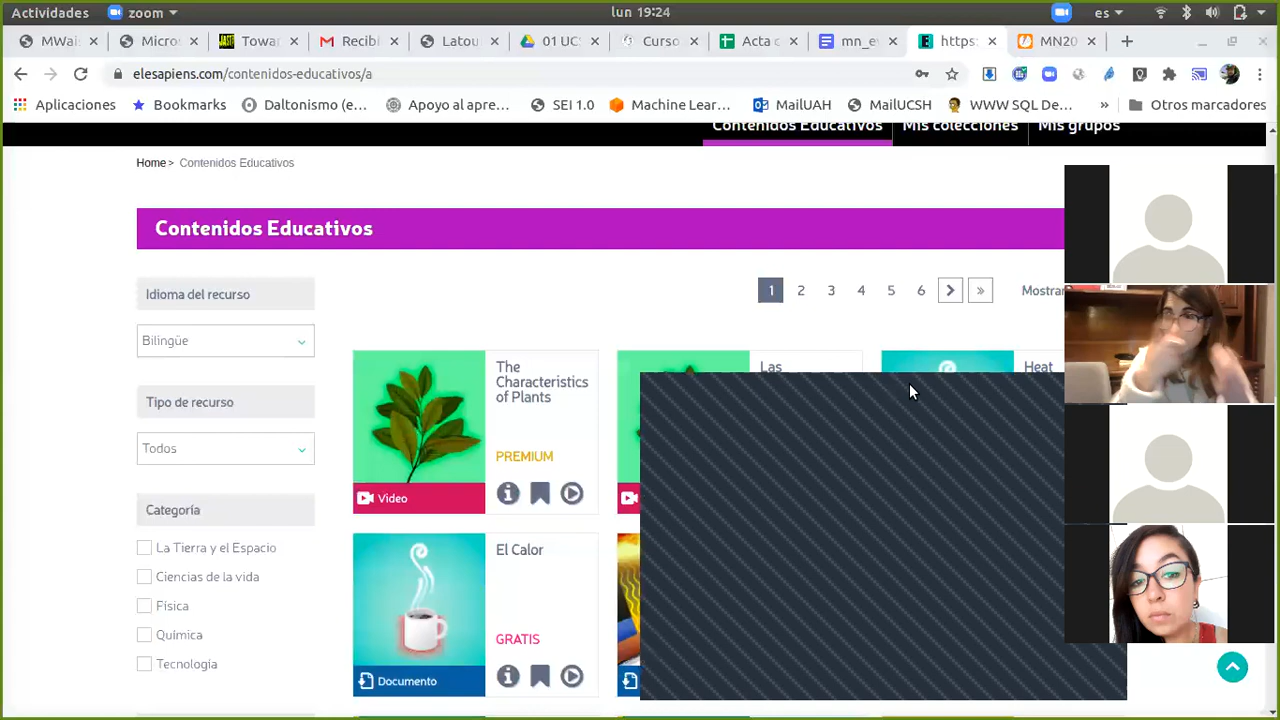 Actividades zoom lun 19:24 es
MWai Micros Towar Recib Latou 01 UCS Curso Acta c mn_ev https: MN20
elesapiens.com/contenidos-educativos/a
Aplicaciones Bookmarks Daltonismo (e... Apoyo al apre... SEI 1.0 Machine Lear... MailUAH MailUCSH WWW SQL De... » Otros marcadores
Contenidos Educativos Mis colecciones Mis grupos
Home > Contenidos Educativos
Contenidos Educativos
Idioma del recurso
Bilingüe
Tipo de recurso
Todos
Categoría
La Tierra y el Espacio
Ciencias de la vida
Física
Química
Tecnología
1 2 3 4 5 6 » Mostrar
The
Characteristics
of Plants
PREMIUM
Video
Las
Heat
El Calor
GRATIS
Documento